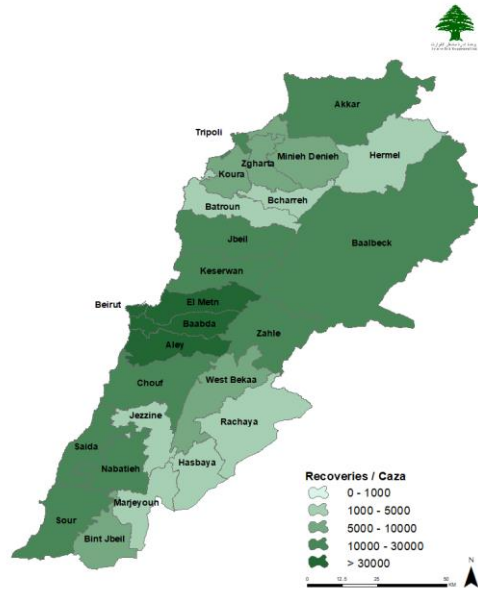 Akkar
Tripoli
Hermel
Minieh Denieh
Zgharta
Koura
Bcharreh
Batroun
Jbeil
Baalbeck
Keserwan
El Metn
Beirut
Baabda
Zahle
Aley
Chouf
West Bekaa
Jezzine
Rachaya
Saida
Hasbaya
Nabatieh
Marjeyoun
Sour
Bint Jbeil
Recoveries / Caza
0 - 1000
1000 - 5000
5000 - 10000
10000 - 30000
> 30000
N
0 12.5 25 50
KM